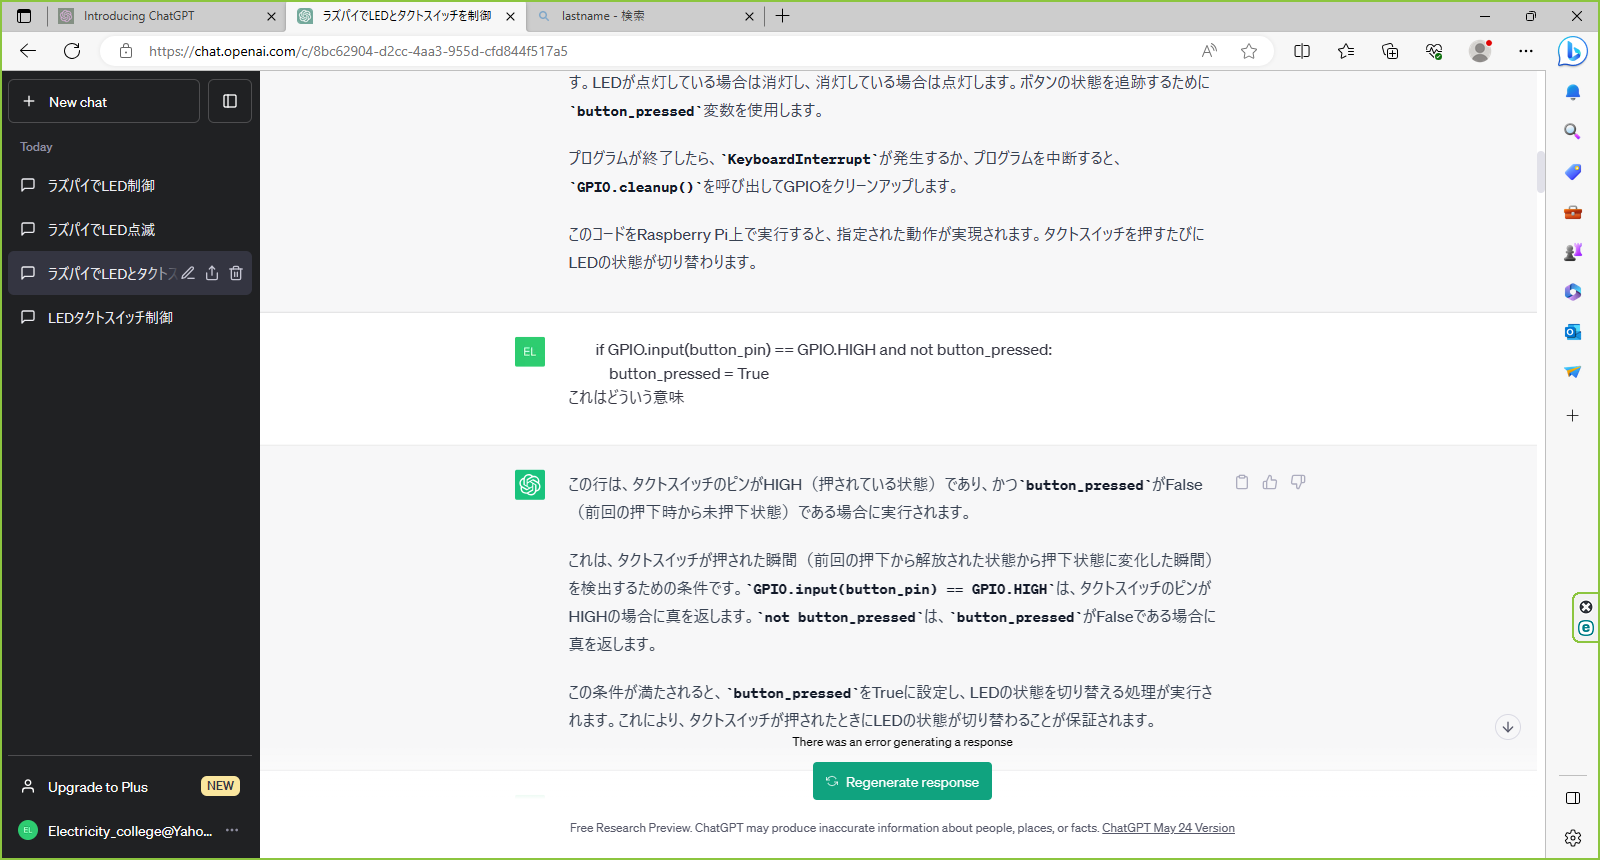 Introducing ChatGPT
ラズパイでLEDとタクトスイッチを制御
lastname - 検索
https://chat.openai.com/c/8bc62904-d2cc-4aa3-955d-cfd844f517a5
New chat
Today
ラズパイでLED制御
ラズパイでLED点滅
ラズパイでLEDとタクトス
LEDタクトスイッチ制御
Upgrade to Plus
NEW
EL
Electricity_college@Yaho...
す。LEDが点灯している場合は消灯し、消灯している場合は点灯します。ボタンの状態を追跡するために
`button_pressed`変数を使用します。
プログラムが終了したら、`KeyboardInterrupt`が発生するか、プログラムを中断すると、
`GPIO.cleanup()`を呼び出してGPIOをクリーンアップします。
このコードをRaspberry Pi上で実行すると、指定された動作が実現されます。タクトスイッチを押すたびに
LEDの状態が切り替わります。
EL
if GPIO.input(button_pin) == GPIO.HIGH and not button_pressed:
button_pressed = True
これはどういう意味
この行は、タクトスイッチのピンがHIGH（押されている状態）であり、かつ`button_pressed`がFalse
（前回の押下時から未押下状態）である場合に実行されます。
これは、タクトスイッチが押された瞬間（前回の押下から解放された状態から押下状態に変化した瞬間）
を検出するための条件です。`GPIO.input(button_pin) == GPIO.HIGH`は、タクトスイッチのピンが
HIGHの場合に真を返します。`not button_pressed`は、`button_pressed`がFalseである場合に
真を返します。
この条件が満たされると、`button_pressed`をTrueに設定し、LEDの状態を切り替える処理が実行さ
れます。これにより、タクトスイッチが押されたときにLEDの状態が切り替わることが保証されます。
There was an error generating a response
Regenerate response
Free Research Preview. ChatGPT may produce inaccurate information about people, places, or facts. ChatGPT May 24 Version